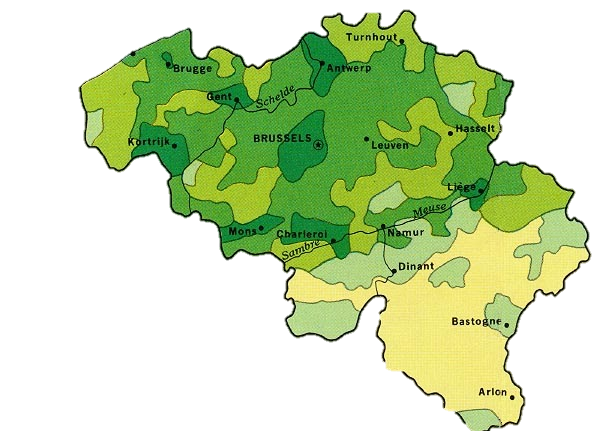 Turnhout
Brugge
Antwerp
Gent
Schelde
BRUSSELS
Hasselt
Kortrijk
Leuven
Liège
Meuse
Mons
Charleroi
Namur
Sambre
Dinant
Bastogne
Arlon